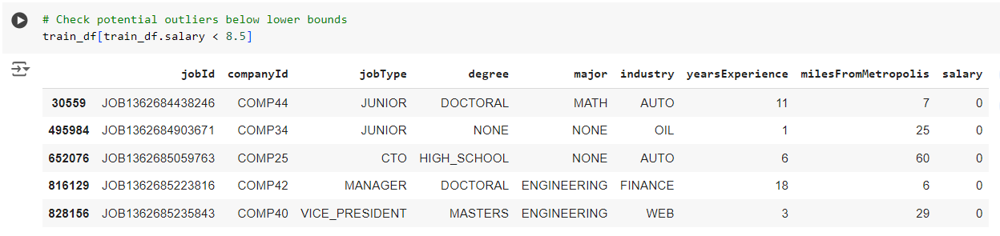 # Check potential outliers below lower bounds
train_df[train_df.salary < 8.5]
jobId companyId jobType degree major industry yearsExperience milesFromMetropolis salary
30559 JOB1362684438246 COMP44 JUNIOR DOCTORAL MATH AUTO 11 7 0
495984 JOB1362684903671 COMP34 JUNIOR NONE NONE OIL 1 25 0
652076 JOB1362685059763 COMP25 CTO HIGH_SCHOOL NONE AUTO 6 60 0
816129 JOB1362685223816 COMP42 MANAGER DOCTORAL ENGINEERING FINANCE 18 6 0
828156 JOB1362685235843 COMP40 VICE_PRESIDENT MASTERS ENGINEERING WEB 3 29 0